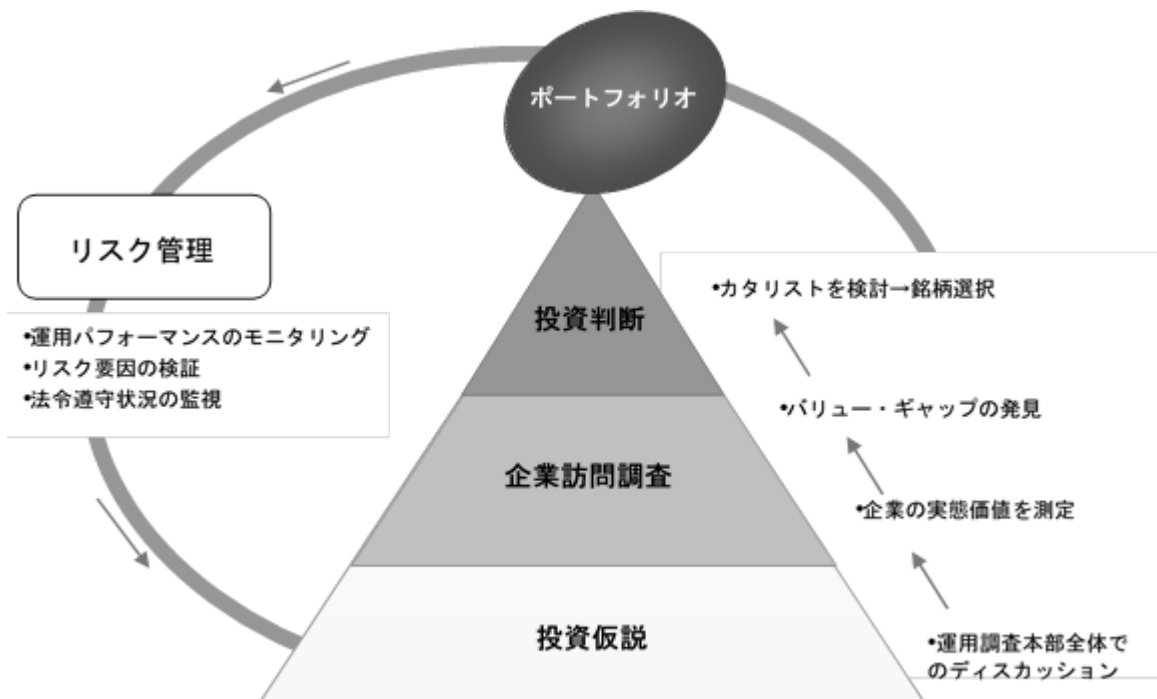 ポートフォリオ
リスク管理
•運用パフォーマンスのモニタリング
•リスク要因の検証
•法令遵守状況の監視
投資判断
企業訪問調査
投資仮説
•カタリストを検討→銘柄選択
•バリュー・ギャップの発見
•企業の実態価値を測定
•運用調査本部全体で
のディスカッション